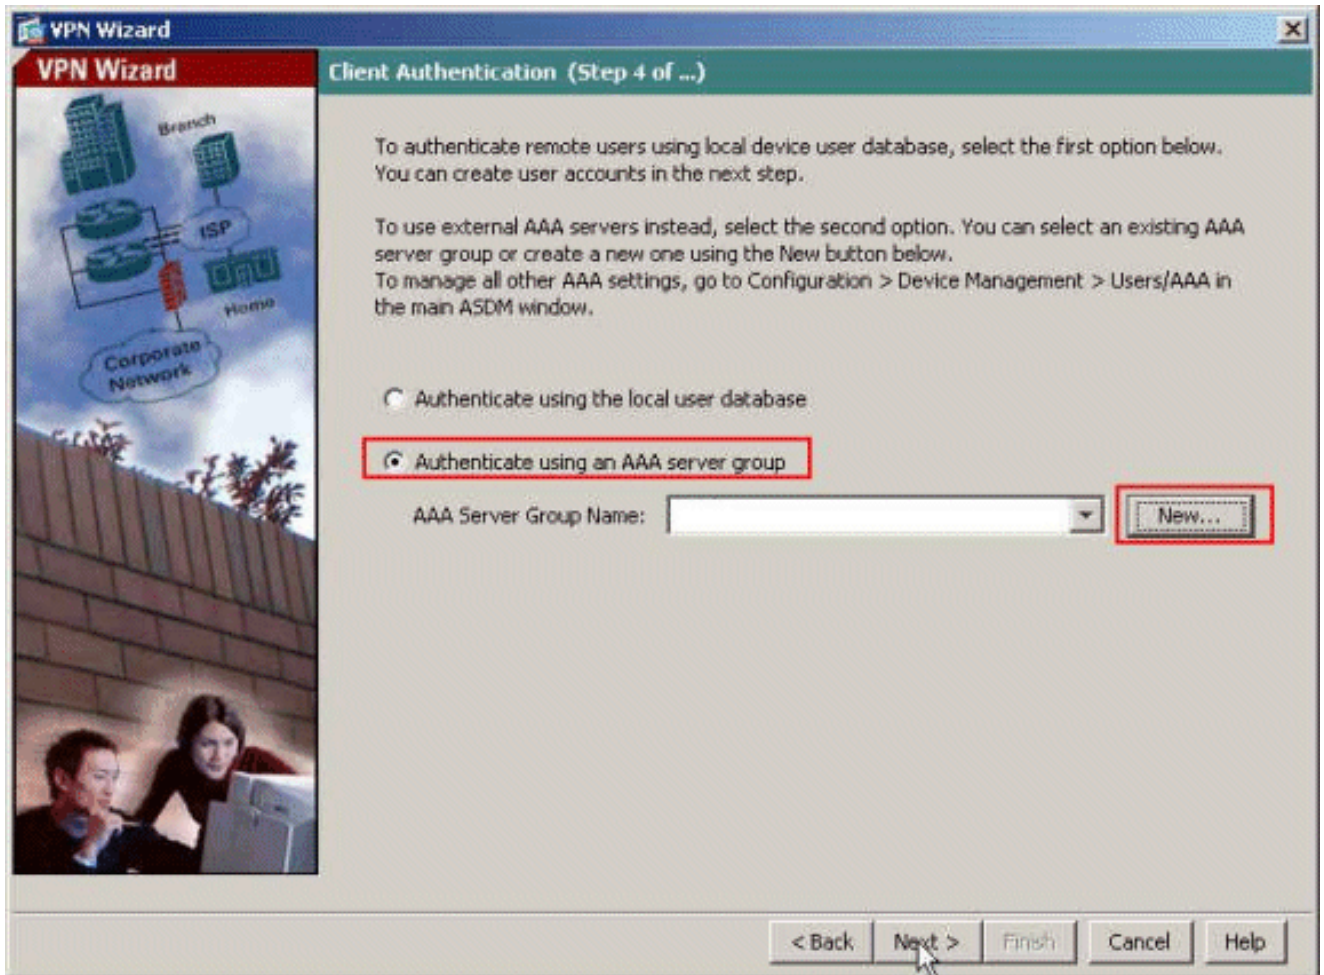 VPN Wizard
VPN Wizard
Client Authentication (Step 4 of ...)
Branch
ISP
Home
Corporate
Network
To authenticate remote users using local device user database, select the first option below.
You can create user accounts in the next step.
To use external AAA servers instead, select the second option. You can select an existing AAA
server group or create a new one using the New button below.
To manage all other AAA settings, go to Configuration > Device Management > Users/AAA in
the main ASDM window.
Authenticate using the local user database
Authenticate using an AAA server group
AAA Server Group Name:
New...
< Back
Next >
Finish
Cancel
Help